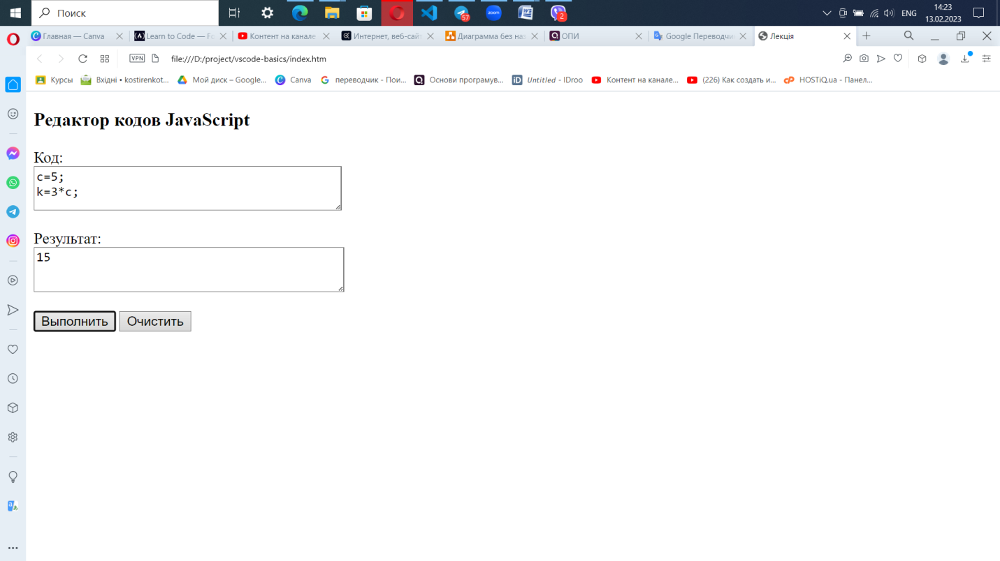 Поиск
57
zoom
2
ENG
14:23
13.02.2023
Главная — Canva
Learn to Code — Fo
Контент на канале
Интернет, веб-сайт
Диаграмма без наз
ОПИ
Google Переводчи
Лекція
VPN
file:///D:/project/vscode-basics/index.htm
Курсы
Вхідні • kostirenkot...
Мой диск – Google...
Canva
переводчик - Пои...
Основи програмув...
Untitled - IDroo
Контент на канале...
(226) Как создать и...
HOSTiQ.ua - Панел...
Редактор кодов JavaScript
Код:
c=5;
k=3*c;
Результат:
15
Выполнить Очистить